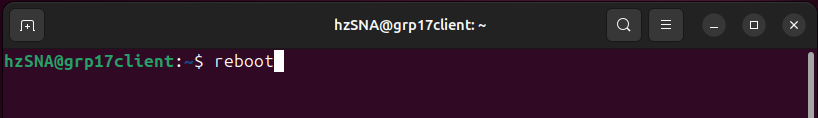 hzSNA@grp17client: ~
hzSNA@grp17client:~$ reboot